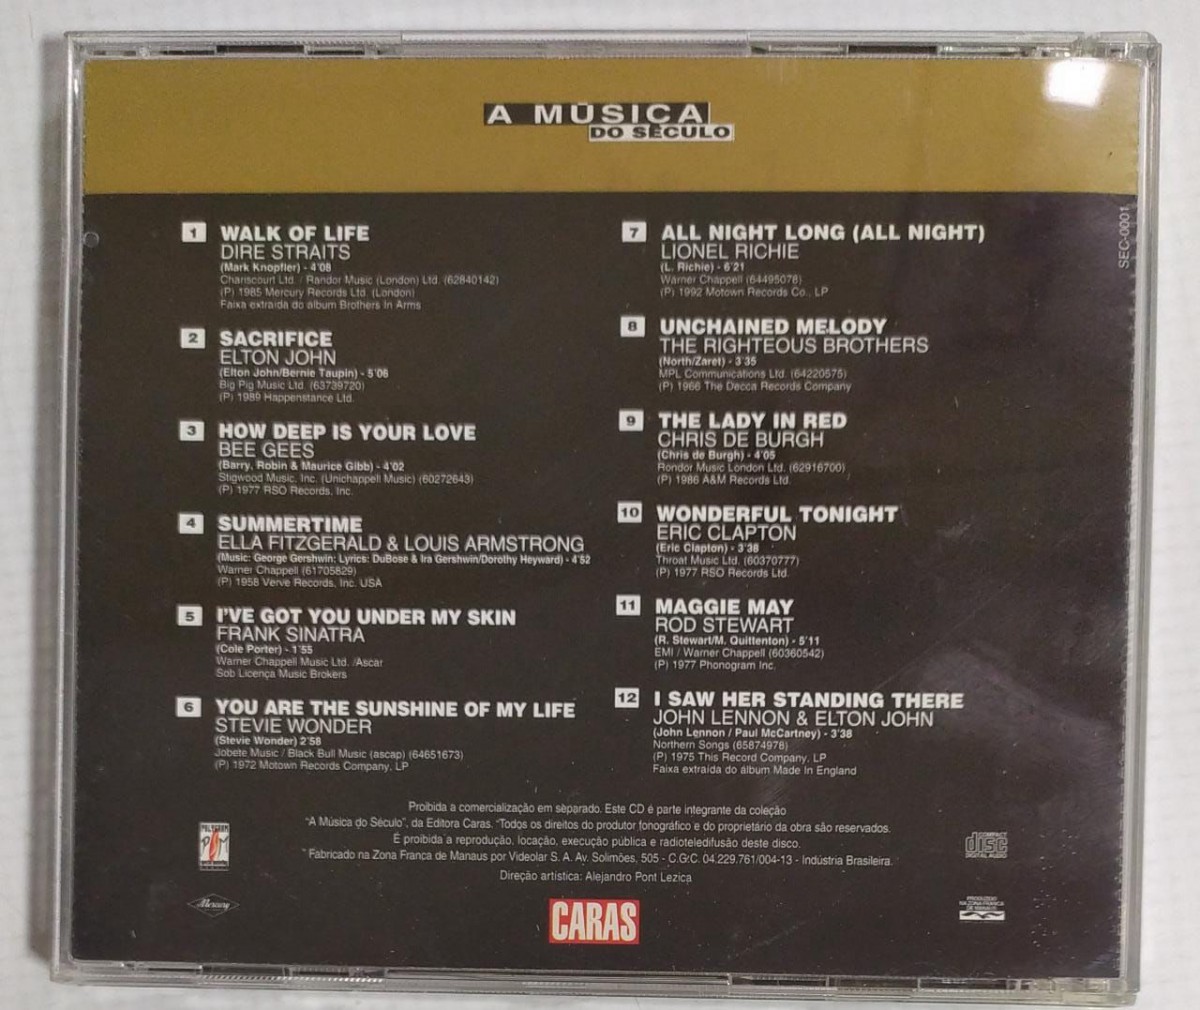 A MÚSICA
DO SÉCULO
1 WALK OF LIFE
DIRE STRAITS
(Mark Knopfler) - 4'08
Chariscourt Ltd. / Randor Music (London) Ltd. (62840142)
(P) 1985 Mercury Records Ltd. (London)
Faixa extraída do álbum Brothers In Arms
2 SACRIFICE
ELTON JOHN
(Elton John/Bernie Taupin) - 5'06
Big Pig Music Ltd. (63739720)
(P) 1989 Happenstance Ltd.
3 HOW DEEP IS YOUR LOVE
BEE GEES
(Barry, Robin & Maurice Gibb) - 4'02
Stigwood Music, Inc. (Unichappell Music) (60272643)
(P) 1977 RSO Records, Inc.
4 SUMMERTIME
ELLA FITZGERALD & LOUIS ARMSTRONG
(Music: George Gershwin: Lyrics: DuBose & Ira Gershwin/Dorothy Heyward) - 4'52
Warner Chappell (61705829)
(P) 1958 Verve Records, Inc. USA
5 I'VE GOT YOU UNDER MY SKIN
FRANK SINATRA
(Cole Porter) - 1'55
Warner Chappell Music Ltd. /Ascar
Sob Licença Music Brokers
6 YOU ARE THE SUNSHINE OF MY LIFE
STEVIE WONDER
(Stevie Wonder) 2'58
Jobete Music / Black Bull Music (ascap) (64651673)
(P) 1972 Motown Records Company, LP
7 ALL NIGHT LONG (ALL NIGHT)
LIONEL RICHIE
(L. Richie) - 6'21
Warner Chappell (64495078)
(P) 1992 Motown Records Co., LP
8 UNCHAINED MELODY
THE RIGHTEOUS BROTHERS
(North/Zaret) - 3'35
MPL Communications Ltd. (64220575)
(P) 1966 The Decca Records Company
9 THE LADY IN RED
CHRIS DE BURGH
(Chris de Burgh) - 4'05
Rondor Music London Ltd. (62916700)
(P) 1986 A&M Records Ltd.
10 WONDERFUL TONIGHT
ERIC CLAPTON
(Eric Clapton) - 3'38
Throat Music Ltd. (60370777)
(P) 1977 RSO Records Ltd.
11 MAGGIE MAY
ROD STEWART
(R. Stewart/M. Quittenton) - 5'11
EMI / Warner Chappell (60360542)
(P) 1977 Phonogram Inc.
12 I SAW HER STANDING THERE
JOHN LENNON & ELTON JOHN
(John Lennon / Paul McCartney) - 3'38
Northern Songs (65874978)
(P) 1975 This Record Company, LP
Faixa extraída do álbum Made In England
SEC-0001
Proibida a comercialização em separado. Este CD é parte integrante da coleção
"A Música do Século", da Editora Caras. "Todos os direitos do produtor fonográfico e do proprietário da obra são reservados.
É proibida a reprodução, locação, execução pública e radioteledifusão deste disco.
Fabricado na Zona Franca de Manaus por Videolar S. A. Av. Solimões, 505 - C.G.C. 04.229.761/004-13 - Indústria Brasileira.
Direção artística: Alejandro Pont Lezica
POLYGRAM
Mercury
CARAS
COMPACT
disc
DIGITAL AUDIO
PRODUZIDO
NA ZONA FRANCA
DE MANAUS